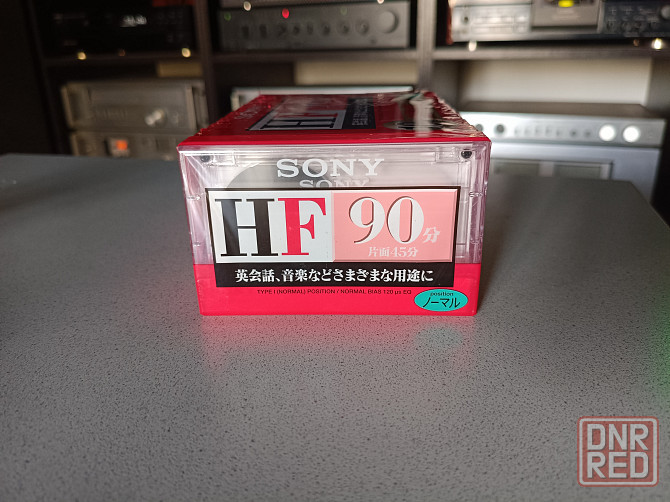 SONY
SONY
HF
90分
片面・45分
英会話、音楽などさまざまな用途に
TYPE I (NORMAL) POSITION / NORMAL BIAS 120 μs EQ
position
ノーマル
DNR
RED